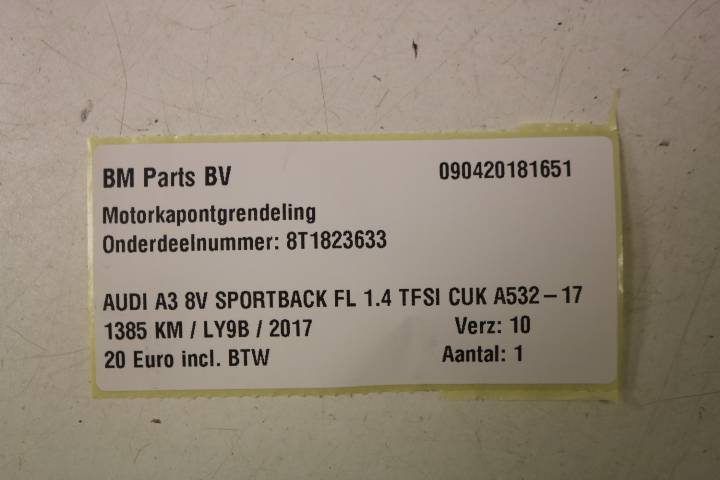 BM Parts BV 090420181651
Motorkapontgrendeling
Onderdeelnummer: 8T1823633
AUDI A3 8V SPORTBACK FL 1.4 TFSI CUK A532 – 17
1385 KM / LY9B / 2017 Verz: 10
20 Euro incl. BTW Aantal: 1